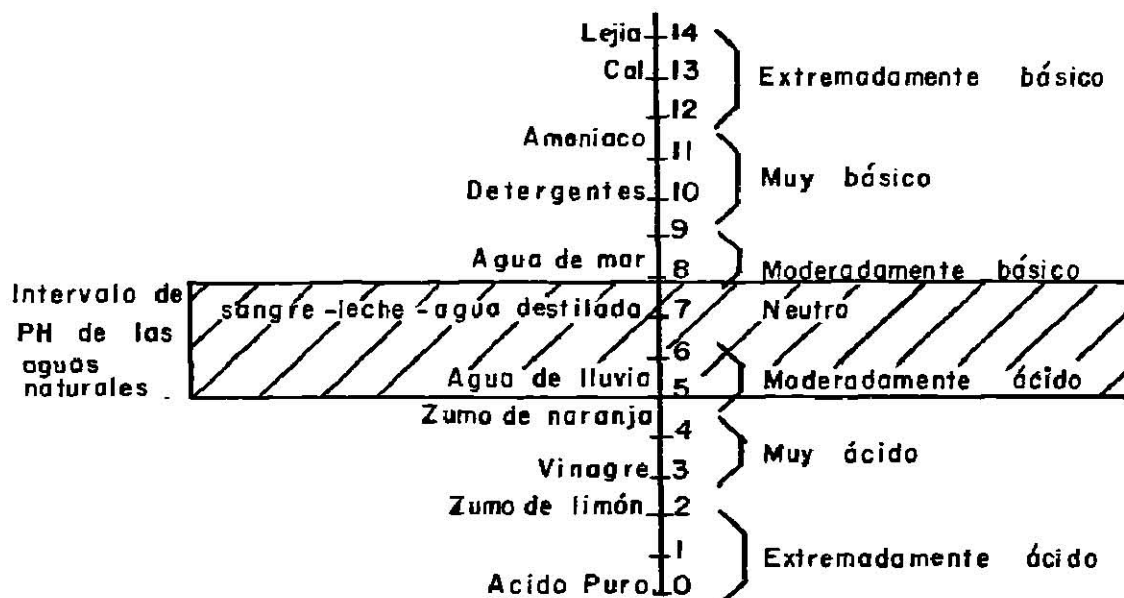 Lejia 14
Cal 13 Extremadamente básico
12
Ameníaco
11
Muy básico
Detergentes 10
9
Agua de mar 8 Moderadamente básico
Intervalo de
sangre-leche-agua destilada 7 Neutro
PH de las
aguas
6
naturales
Agua de lluvia 5 Moderadamente ácido
Zumo de naranja
4
Muy ácido
Vinagre 3
Zumo de limón 2
1
Extremadamente ácido
Acido Puro 0